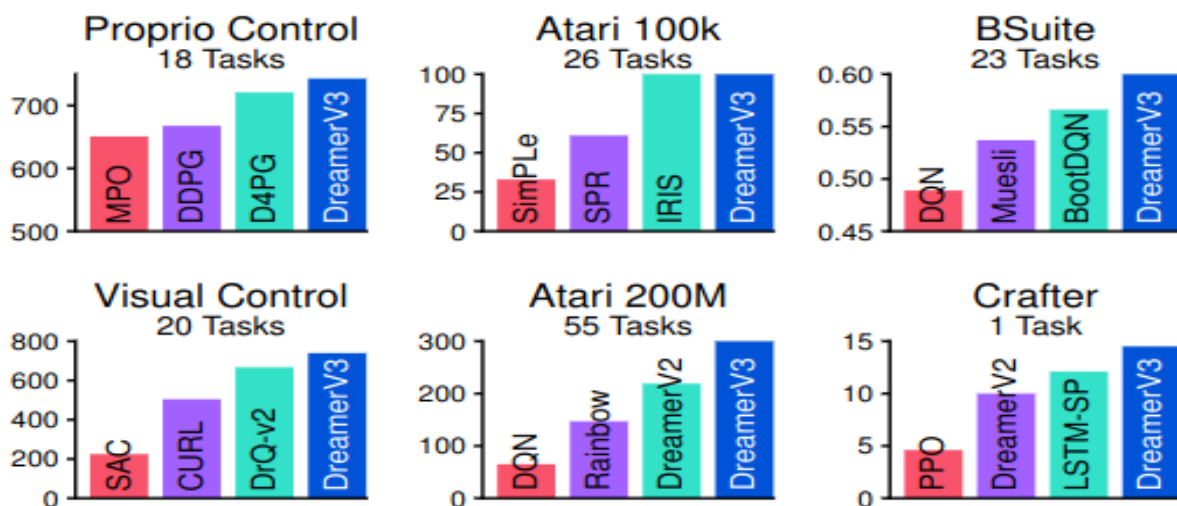 Proprio Control
18 Tasks
700
600
500
MPO
DDPG
D4PG
DreamerV3
Atari 100k
26 Tasks
100
75
50
25
0
SimPLe
SPR
IRIS
DreamerV3
BSuite
23 Tasks
0.60
0.55
0.50
0.45
DQN
Muesli
BootDQN
DreamerV3
Visual Control
20 Tasks
800
600
400
200
0
SAC
CURL
DrQ-v2
DreamerV3
Atari 200M
55 Tasks
300
200
100
0
DQN
Rainbow
DreamerV2
DreamerV3
Crafter
1 Task
15
10
5
0
PPO
DreamerV2
LSTM-SP
DreamerV3